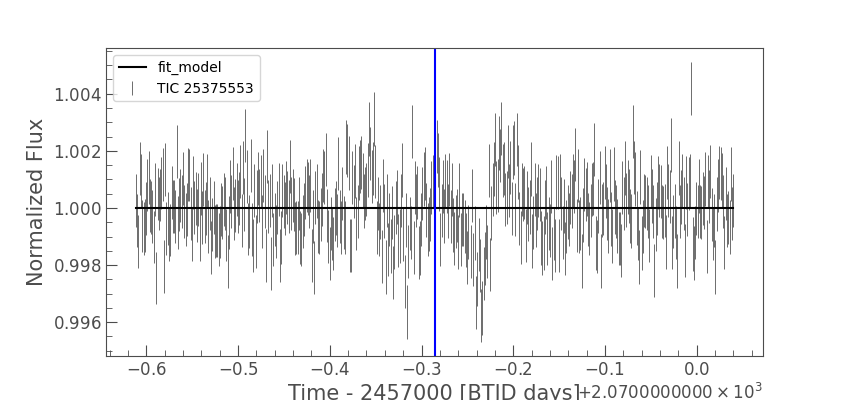 fit_model
TIC 25375553
Normalized Flux
1.004
1.002
1.000
0.998
0.996
−0.6 −0.5 −0.4 −0.3 −0.2 −0.1 0.0
Time - 2457000 [BTJD days]
+2.0700000000 × 10³